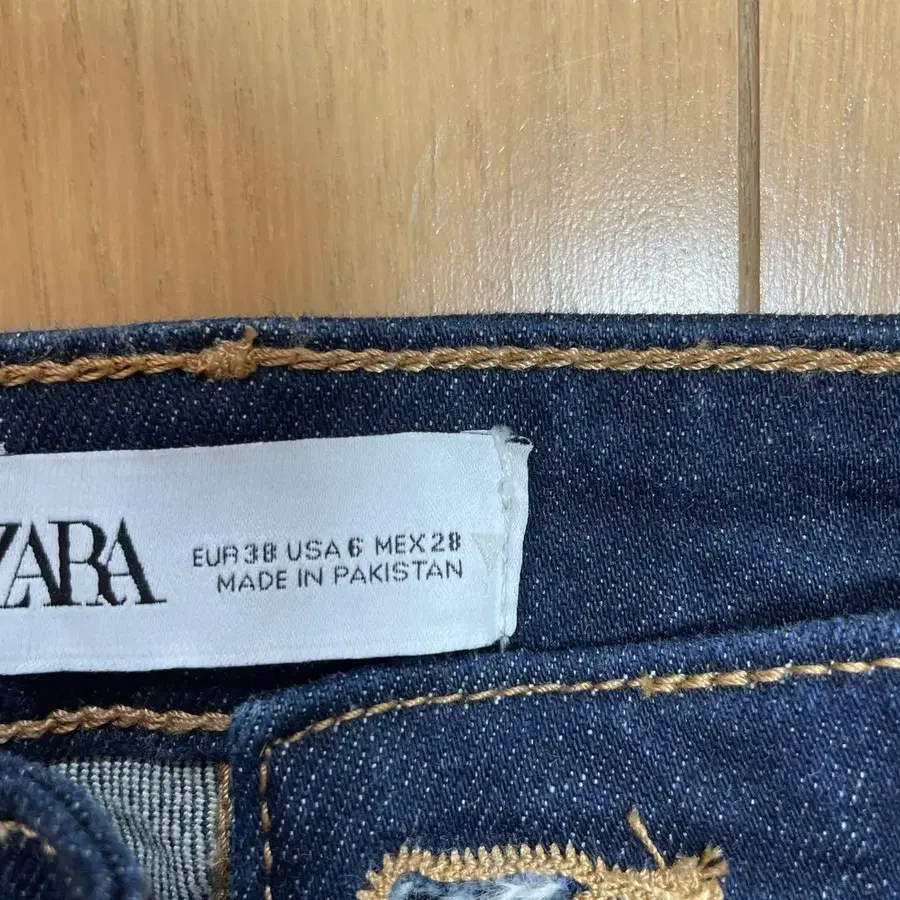 ZARA
EUR 38 USA 6 MEX 28
MADE IN PAKISTAN